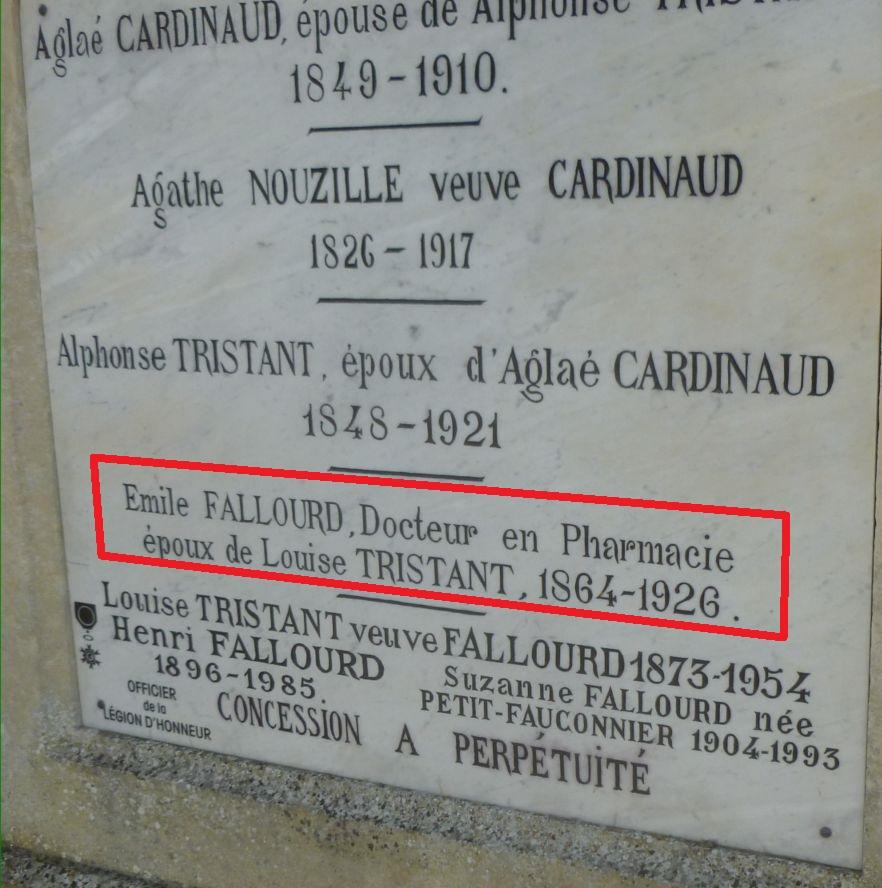 Aglaé CARDINAUD, épouse de Alphonse
1849-1910.
Agathe NOUZILLE veuve CARDINAUD
1826-1917
Alphonse TRISTANT, époux d'Aglaé CARDINAUD
1848-1921
Emile FALLOURD, Docteur en Pharmacie
époux de Louise TRISTANT, 1864-1926.
Louise TRISTANT veuve FALLOURD 1873-1954
Henri FALLOURD
1896-1985.
OFFICIER
de la
LÉGION D'HONNEUR
Suzanne FALLOURD née
PETIT-FAUCONNIER 1904-1993
CONCESSION A PERPÉTUITÉ